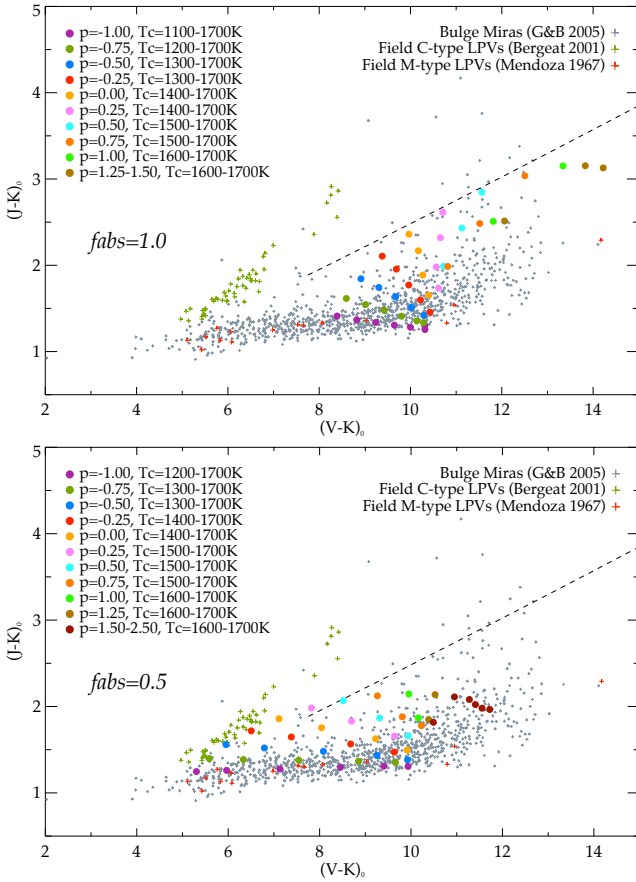 5
p=-1.00, Tc=1100-1700K
p=-0.75, Tc=1200-1700K
p=-0.50, Tc=1300-1700K
p=-0.25, Tc=1300-1700K
p=0.00, Tc=1400-1700K
p=0.25, Tc=1400-1700K
p=0.50, Tc=1500-1700K
p=0.75, Tc=1500-1700K
p=1.00, Tc=1600-1700K
p=1.25-1.50, Tc=1600-1700K
Bulge Miras (G&B 2005)
Field C-type LPVs (Bergeat 2001)
Field M-type LPVs (Mendoza 1967)
4
3
2
1
(J-K)₀
fabs=1.0
2 4 6 8 10 12 14
(V-K)₀
5
p=-1.00, Tc=1200-1700K
p=-0.75, Tc=1300-1700K
p=-0.50, Tc=1300-1700K
p=-0.25, Tc=1400-1700K
p=0.00, Tc=1400-1700K
p=0.25, Tc=1500-1700K
p=0.50, Tc=1500-1700K
p=0.75, Tc=1500-1700K
p=1.00, Tc=1600-1700K
p=1.25, Tc=1600-1700K
p=1.50-2.50, Tc=1600-1700K
Bulge Miras (G&B 2005)
Field C-type LPVs (Bergeat 2001)
Field M-type LPVs (Mendoza 1967)
4
3
2
1
(J-K)₀
fabs=0.5
2 4 6 8 10 12 14
(V-K)₀